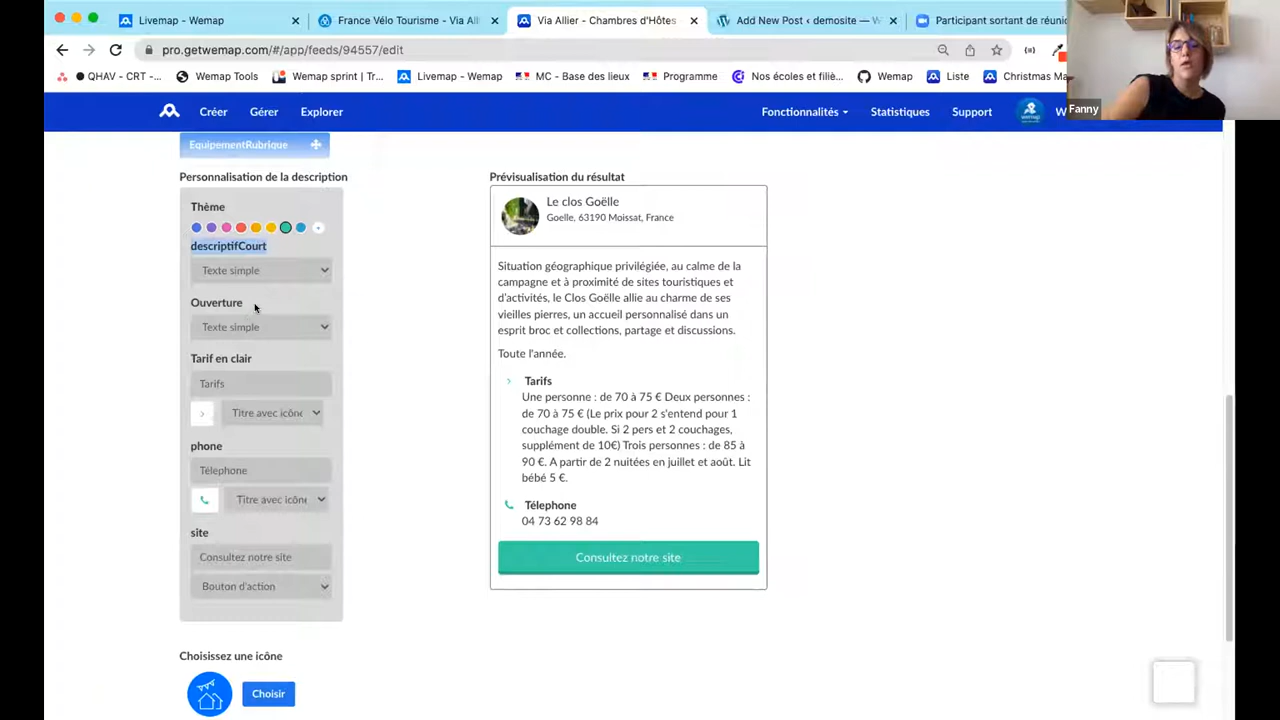 Livemap - Wemap
France Vélo Tourisme - Via All
Via Allier - Chambres d'Hôtes
Add New Post ‹ demosite — W
Participant sortant de réunio
pro.getwemap.com/#/app/feeds/94557/edit
QHAV - CRT -...
Wemap Tools
Wemap sprint | Tr...
Livemap - Wemap
MC - Base des lieux
Programme
Nos écoles et filiè...
Wemap
Liste
Christmas Ma
Fanny
Créer
Gérer
Explorer
Fonctionnalités
Statistiques
Support
W
EquipementRubrique
Personnalisation de la description
Thème
descriptifCourt
Texte simple
Ouverture
Texte simple
Tarif en clair
Tarifs
Titre avec icône
phone
Télephone
Titre avec icône
site
Consultez notre site
Bouton d'action
Choisissez une icône
Choisir
Prévisualisation du résultat
Le clos Goëlle
Goelle, 63190 Moissat, France
Situation géographique privilégiée, au calme de la
campagne et à proximité de sites touristiques et
d'activités, le Clos Goëlle allie au charme de ses
vieilles pierres, un accueil personnalisé dans un
esprit broc et collections, partage et discussions.
Toute l'année.
Tarifs
Une personne : de 70 à 75 € Deux personnes :
de 70 à 75 € (Le prix pour 2 s'entend pour 1
couchage double. Si 2 pers et 2 couchages,
supplément de 10€) Trois personnes : de 85 à
90 €. A partir de 2 nuitées en juillet et août. Lit
bébé 5 €.
Télephone
04 73 62 98 84
Consultez notre site